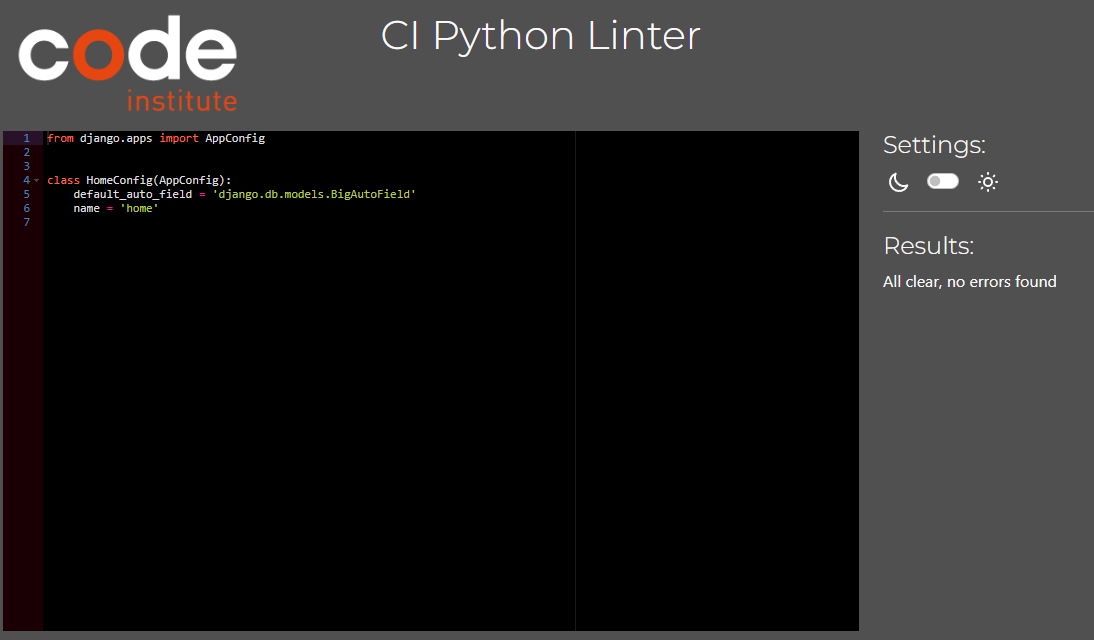 code
institute
CI Python Linter
1 from django.apps import AppConfig
2
3
4 class HomeConfig(AppConfig):
5 default_auto_field = 'django.db.models.BigAutoField'
6 name = 'home'
7
Settings:
Results:
All clear, no errors found